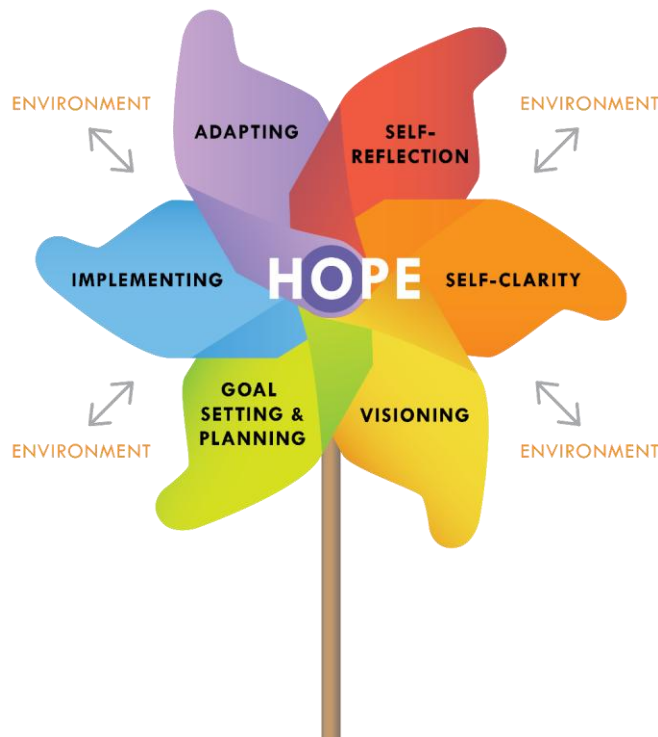 ENVIRONMENT
ENVIRONMENT
ADAPTING
SELF-
REFLECTION
IMPLEMENTING
HOPE
SELF-CLARITY
GOAL
SETTING &
PLANNING
VISIONING
ENVIRONMENT
ENVIRONMENT